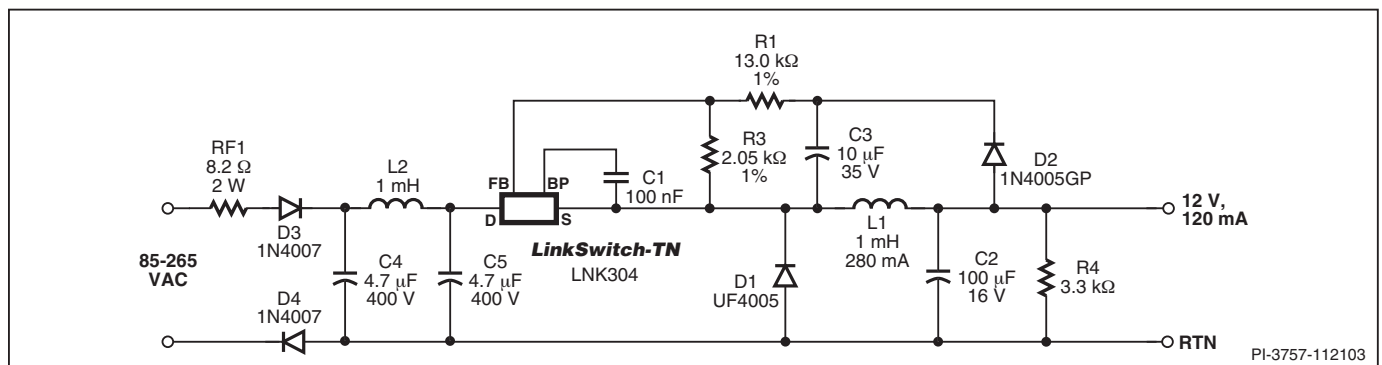 R1
13.0 kΩ
1%
RF1
8.2 Ω
2 W
L2
1 mH
FB
BP
C1
100 nF
R3
2.05 kΩ
1%
C3
10 µF
35 V
D2
1N4005GP
D
S
D3
1N4007
85-265
VAC
C4
4.7 µF
400 V
C5
4.7 µF
400 V
LinkSwitch-TN
LNK304
D1
UF4005
L1
1 mH
280 mA
C2
100 µF
16 V
R4
3.3 kΩ
12 V,
120 mA
D4
1N4007
RTN
PI-3757-112103